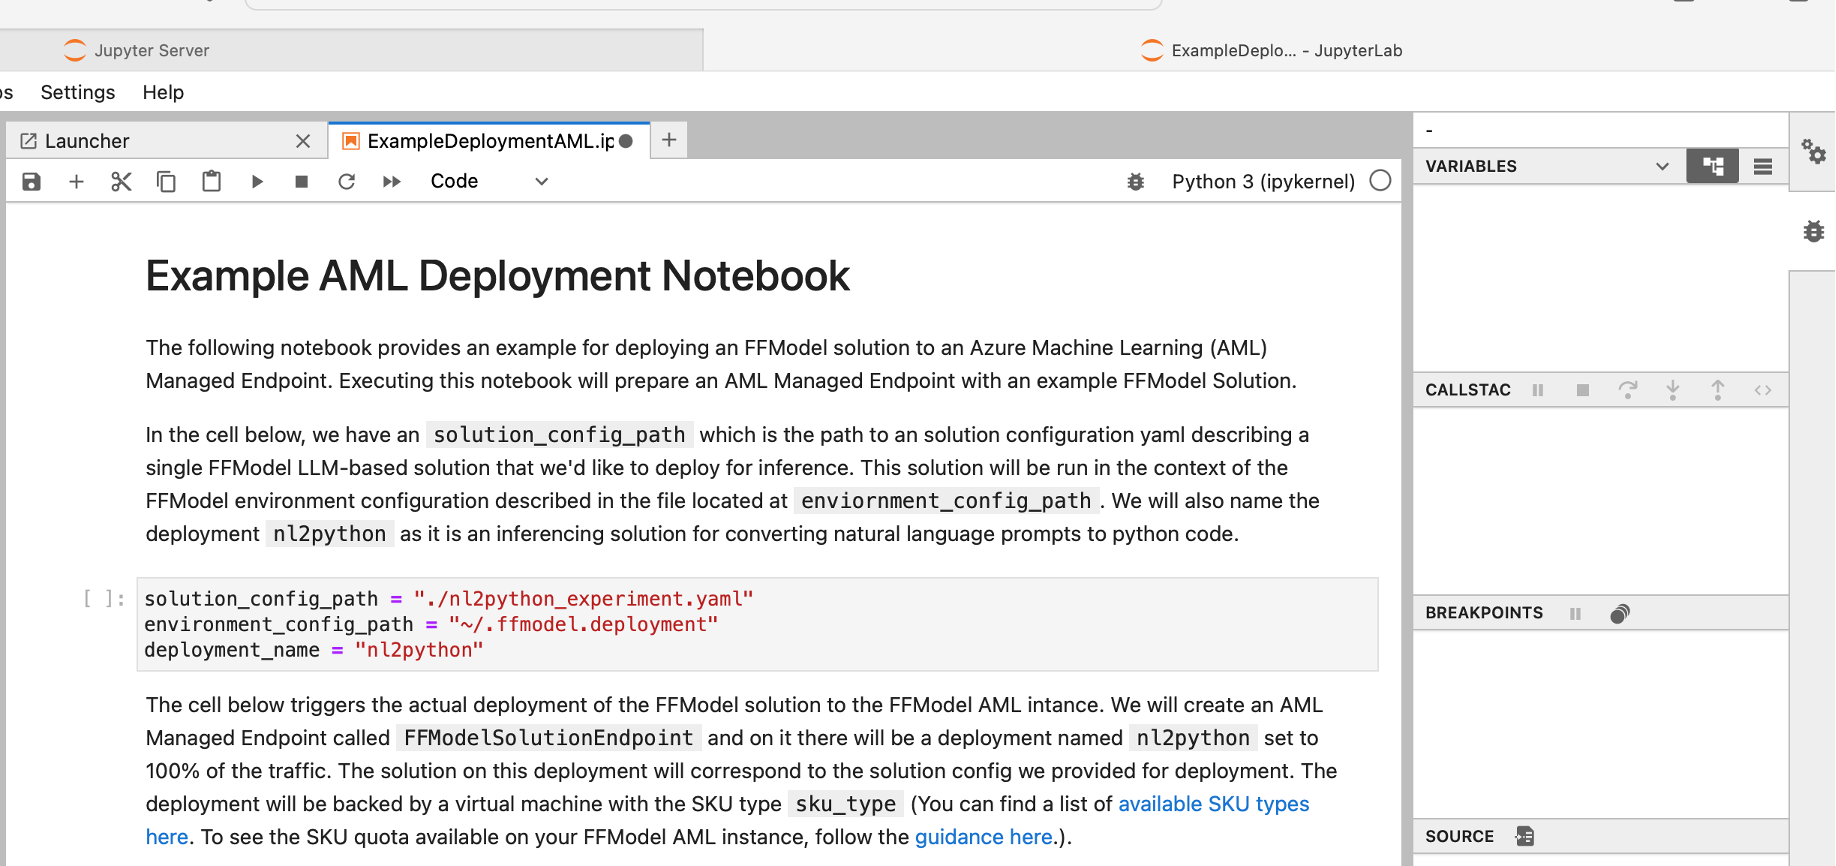 Jupyter Server
ExampleDeplo... - JupyterLab
os Settings Help
Launcher
ExampleDeploymentAML.ip
Code
Python 3 (ipykernel)
-
VARIABLES
CALLSTAC
BREAKPOINTS
SOURCE
Example AML Deployment Notebook
The following notebook provides an example for deploying an FFModel solution to an Azure Machine Learning (AML)
Managed Endpoint. Executing this notebook will prepare an AML Managed Endpoint with an example FFModel Solution.
In the cell below, we have an solution_config_path which is the path to an solution configuration yaml describing a
single FFModel LLM-based solution that we'd like to deploy for inference. This solution will be run in the context of the
FFModel environment configuration described in the file located at enviornment_config_path. We will also name the
deployment nl2python as it is an inferencing solution for converting natural language prompts to python code.
[ ]:
solution_config_path = "./nl2python_experiment.yaml"
environment_config_path = "~/.ffmodel.deployment"
deployment_name = "nl2python"
The cell below triggers the actual deployment of the FFModel solution to the FFModel AML intance. We will create an AML
Managed Endpoint called FFModelSolutionEndpoint and on it there will be a deployment named nl2python set to
100% of the traffic. The solution on this deployment will correspond to the solution config we provided for deployment. The
deployment will be backed by a virtual machine with the SKU type sku_type (You can find a list of available SKU types
here. To see the SKU quota available on your FFModel AML instance, follow the guidance here.).